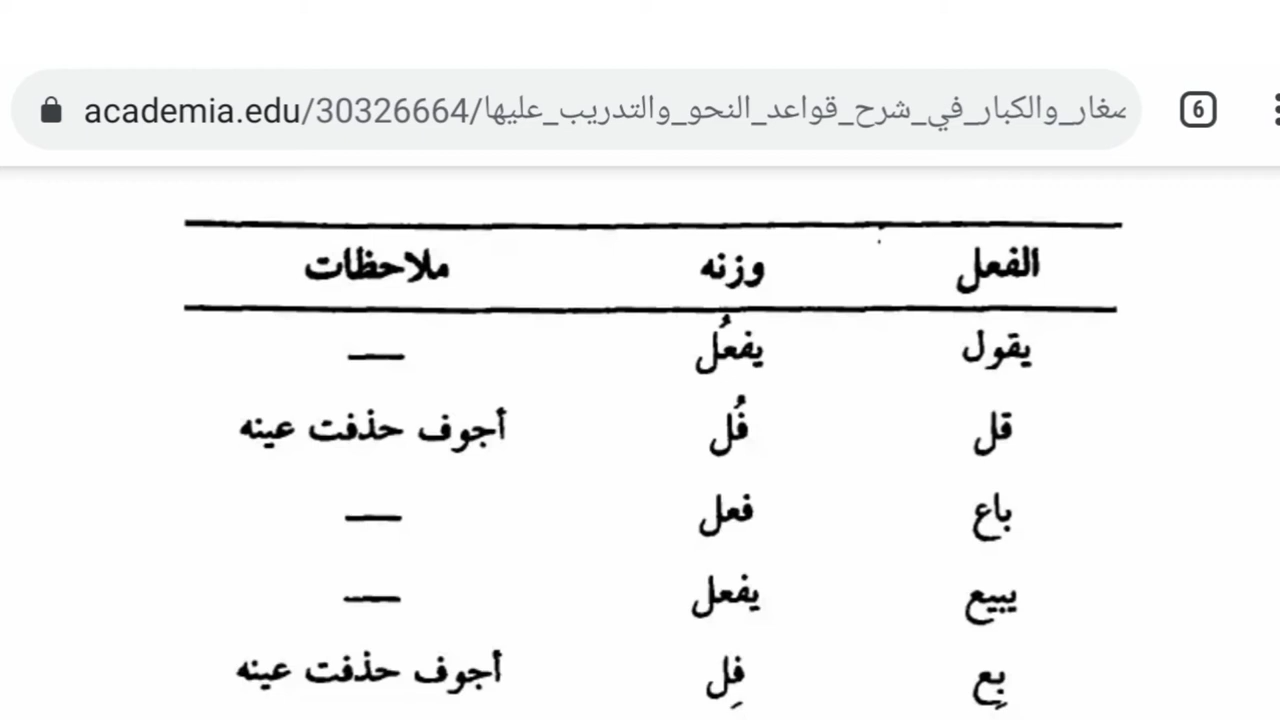 academia.edu/30326664/صغار_والكبار_في_شرح_قواعد_النحو_والتدريب_عليها
6
الفعل وزنه ملاحظات
يقول يفعُل —
قل فُل أجوف حذفت عينه
باع فعل —
يبيع يفعل —
بِع فِل أجوف حذفت عينه